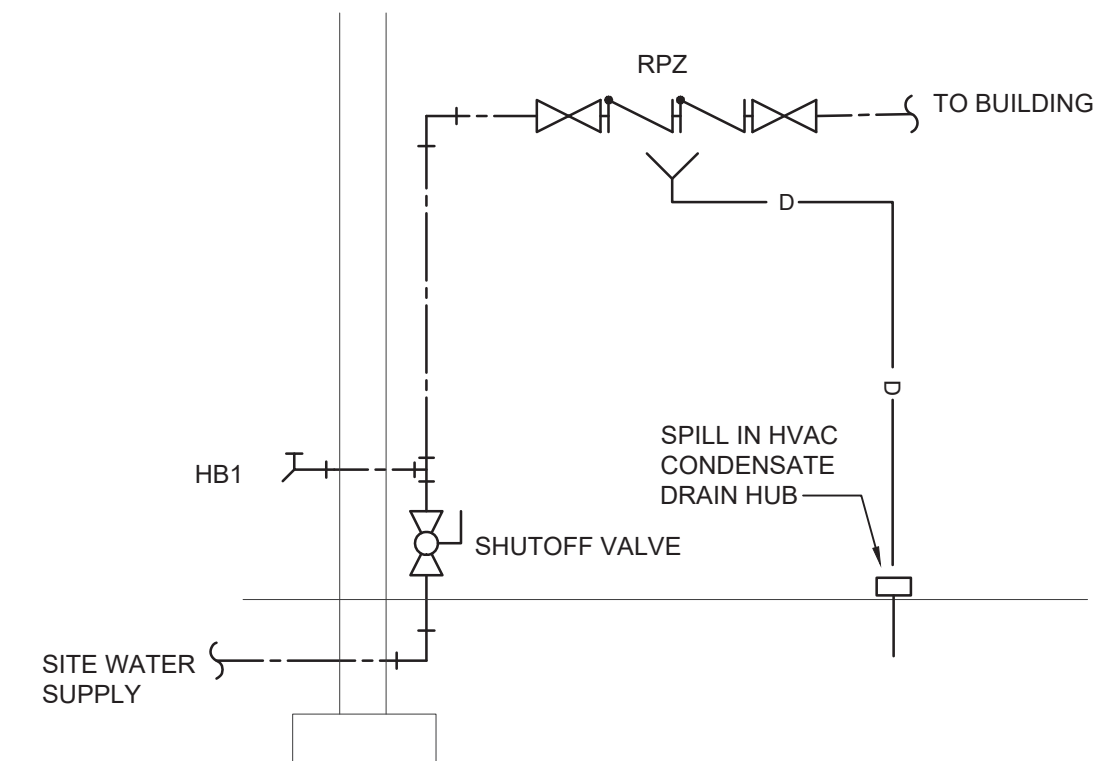 RPZ
TO BUILDING
D
D
SPILL IN HVAC
CONDENSATE
DRAIN HUB
HB1
SHUTOFF VALVE
SITE WATER
SUPPLY